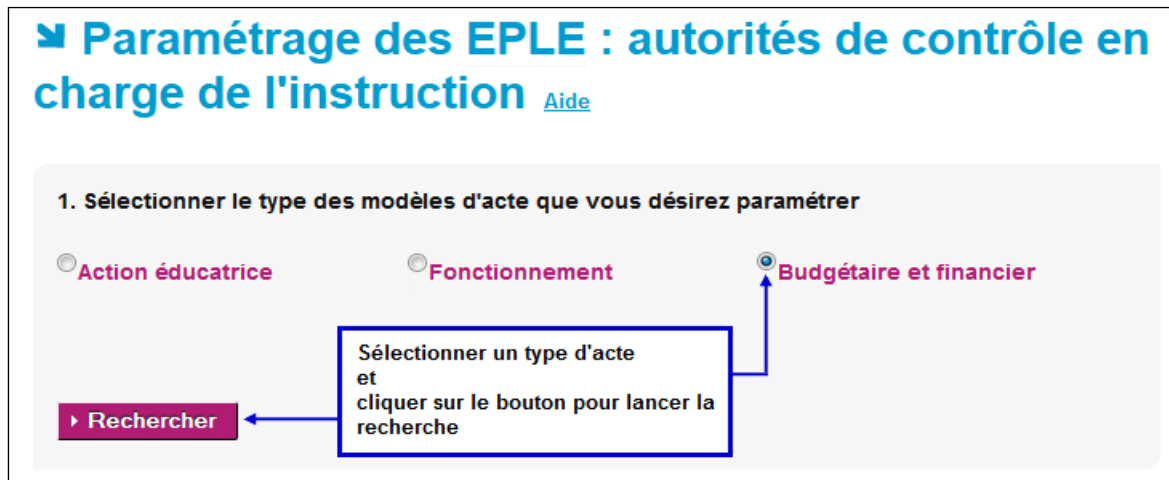 Paramétrage des EPLE : autorités de contrôle en
charge de l'instruction Aide
1. Sélectionner le type des modèles d'acte que vous désirez paramétrer
Action éducatrice Fonctionnement Budgétaire et financier
Sélectionner un type d'acte
et
cliquer sur le bouton pour lancer la
recherche
Rechercher